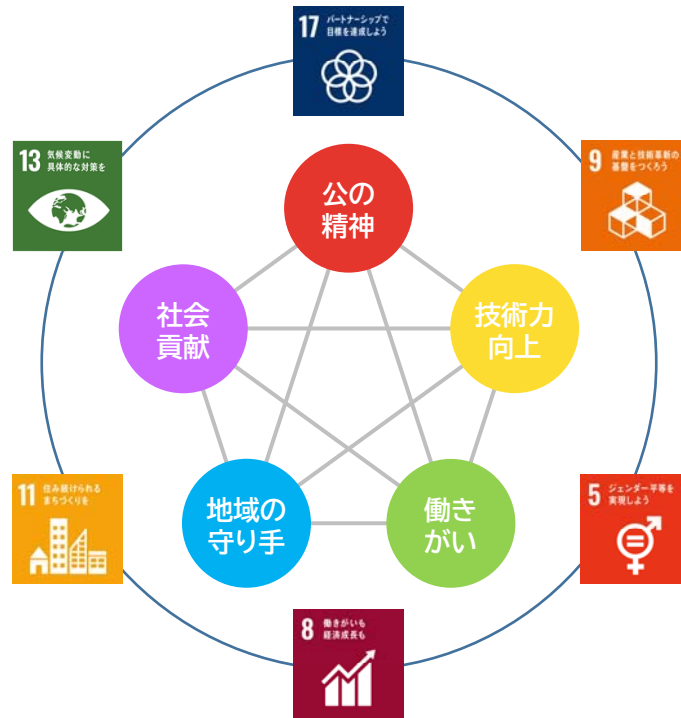 17 パートナーシップで
目標を達成しよう
13 気候変動に
具体的な対策を
9 産業と技術革新の
基盤をつくろう
公の
精神
社会
貢献
技術力
向上
地域の
守り手
働き
がい
11 住み続けられる
まちづくりを
5 ジェンダー平等を
実現しよう
8 働きがいも
経済成長も